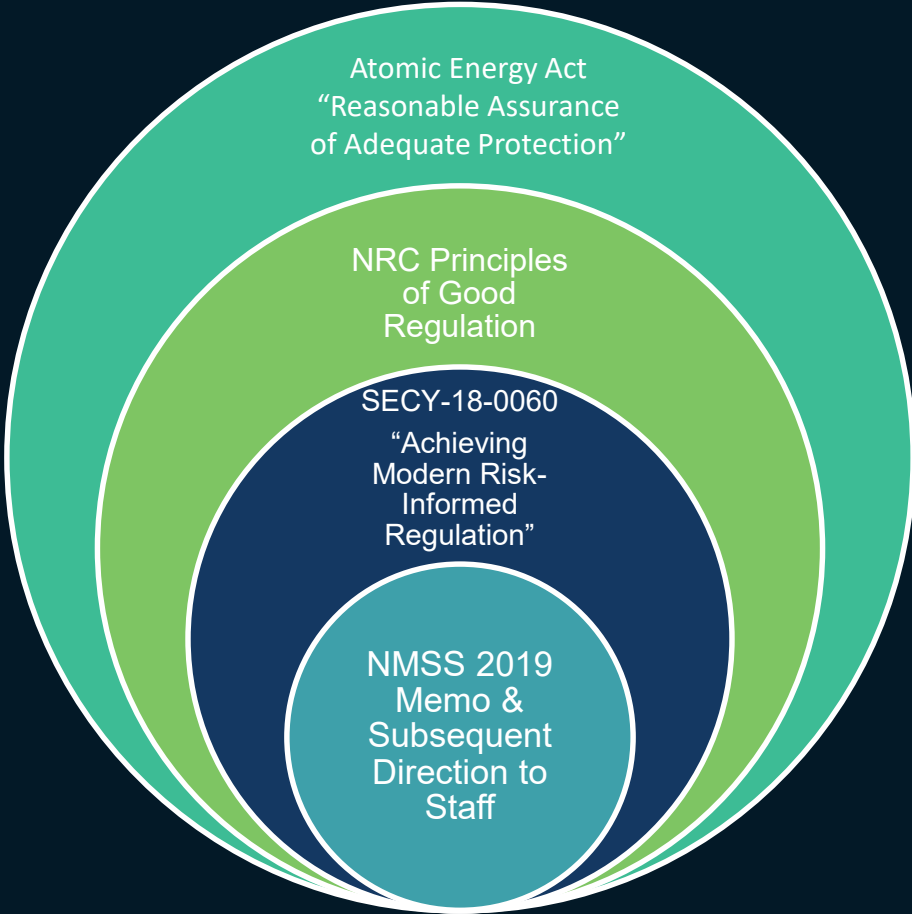 Atomic Energy Act
“Reasonable Assurance
of Adequate Protection”
NRC Principles
of Good
Regulation
SECY-18-0060
“Achieving
Modern Risk-
Informed
Regulation”
NMSS 2019
Memo &
Subsequent
Direction to
Staff